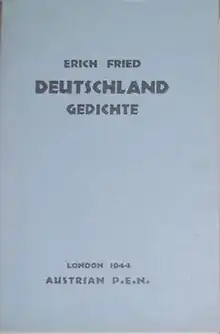 ERICH FRIED
DEUTSCHLAND
GEDICHTE
LONDON 1944
AUSTRIAN P.E.N.